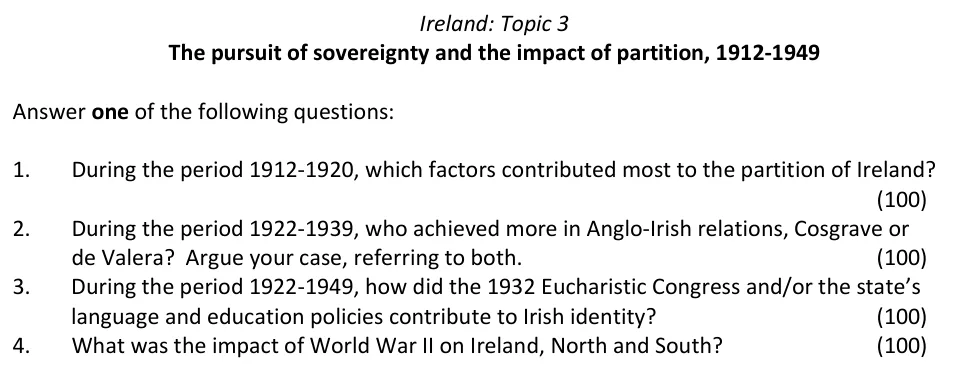 Ireland: Topic 3
The pursuit of sovereignty and the impact of partition, 1912-1949
Answer one of the following questions:
1. During the period 1912-1920, which factors contributed most to the partition of Ireland?
(100)
2. During the period 1922-1939, who achieved more in Anglo-Irish relations, Cosgrave or
de Valera? Argue your case, referring to both. (100)
3. During the period 1922-1949, how did the 1932 Eucharistic Congress and/or the state's
language and education policies contribute to Irish identity? (100)
4. What was the impact of World War II on Ireland, North and South? (100)